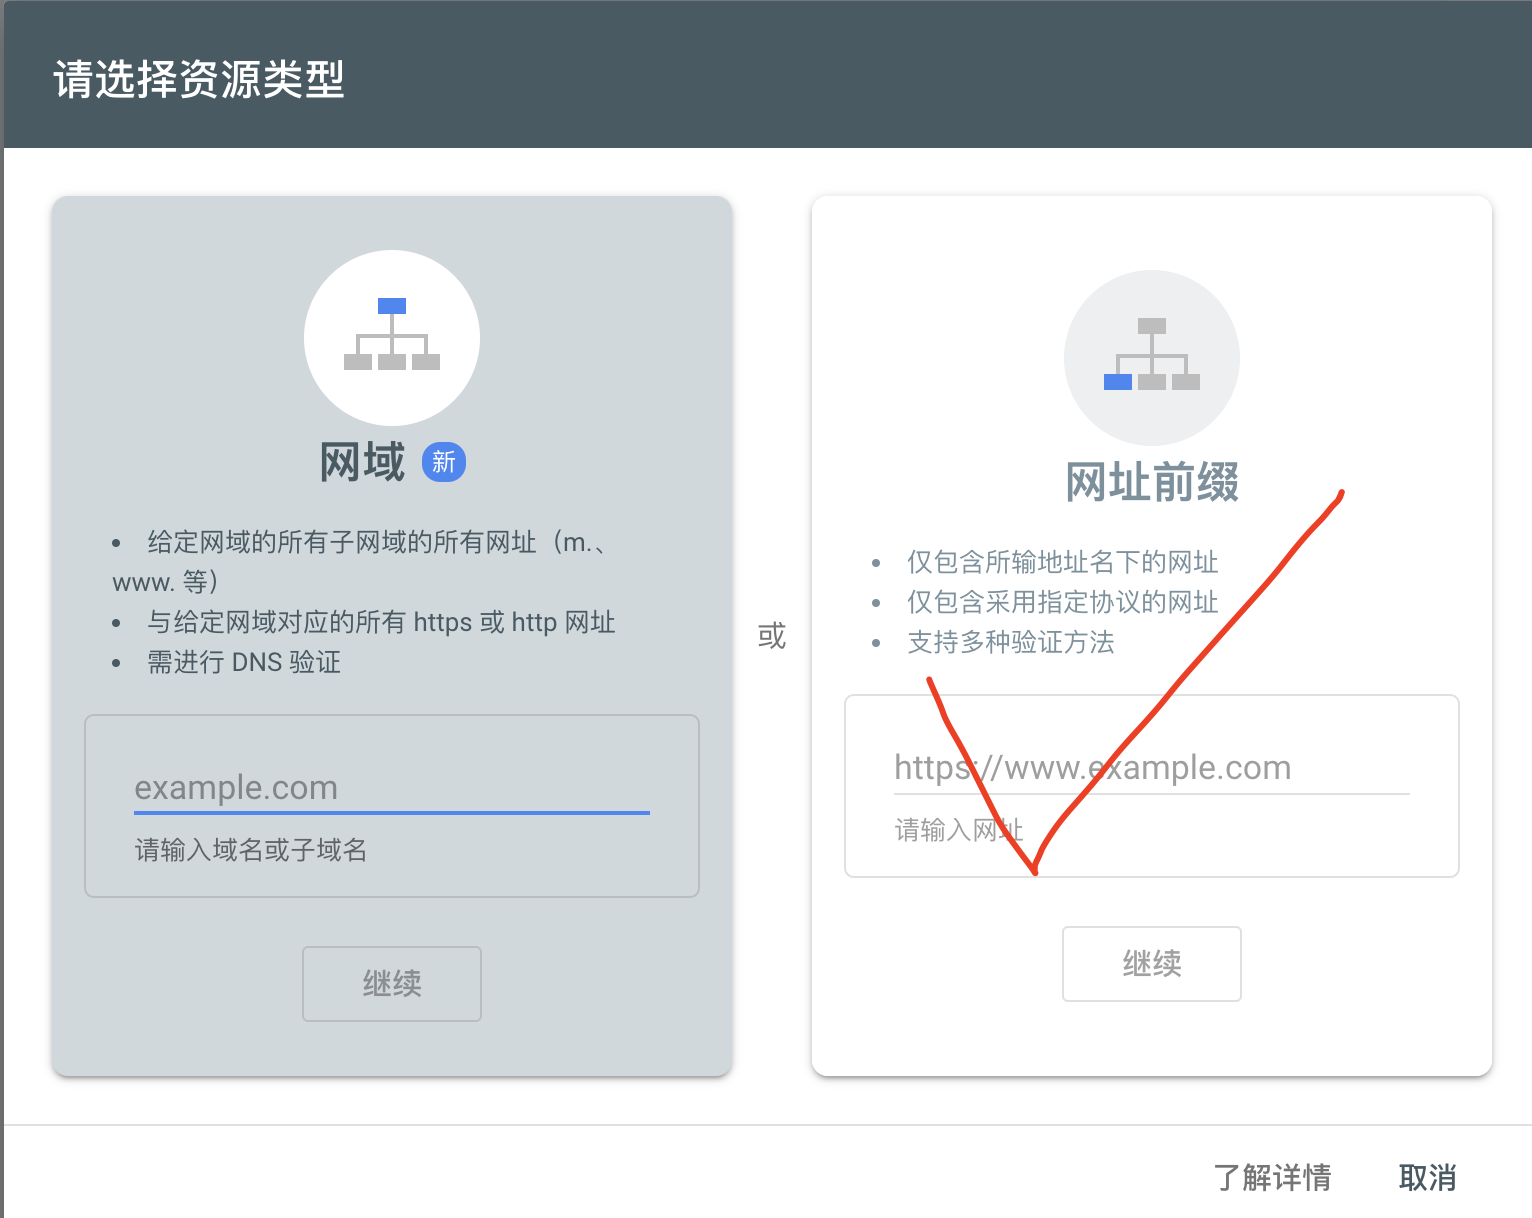 请选择资源类型
网域 新
• 给定网域的所有子网域的所有网址（m.、
www. 等）
• 与给定网域对应的所有 https 或 http 网址
• 需进行 DNS 验证
example.com
请输入域名或子域名
继续
或
网址前缀
• 仅包含所输地址名下的网址
• 仅包含采用指定协议的网址
• 支持多种验证方法
https://www.example.com
请输入网址
继续
了解详情 取消